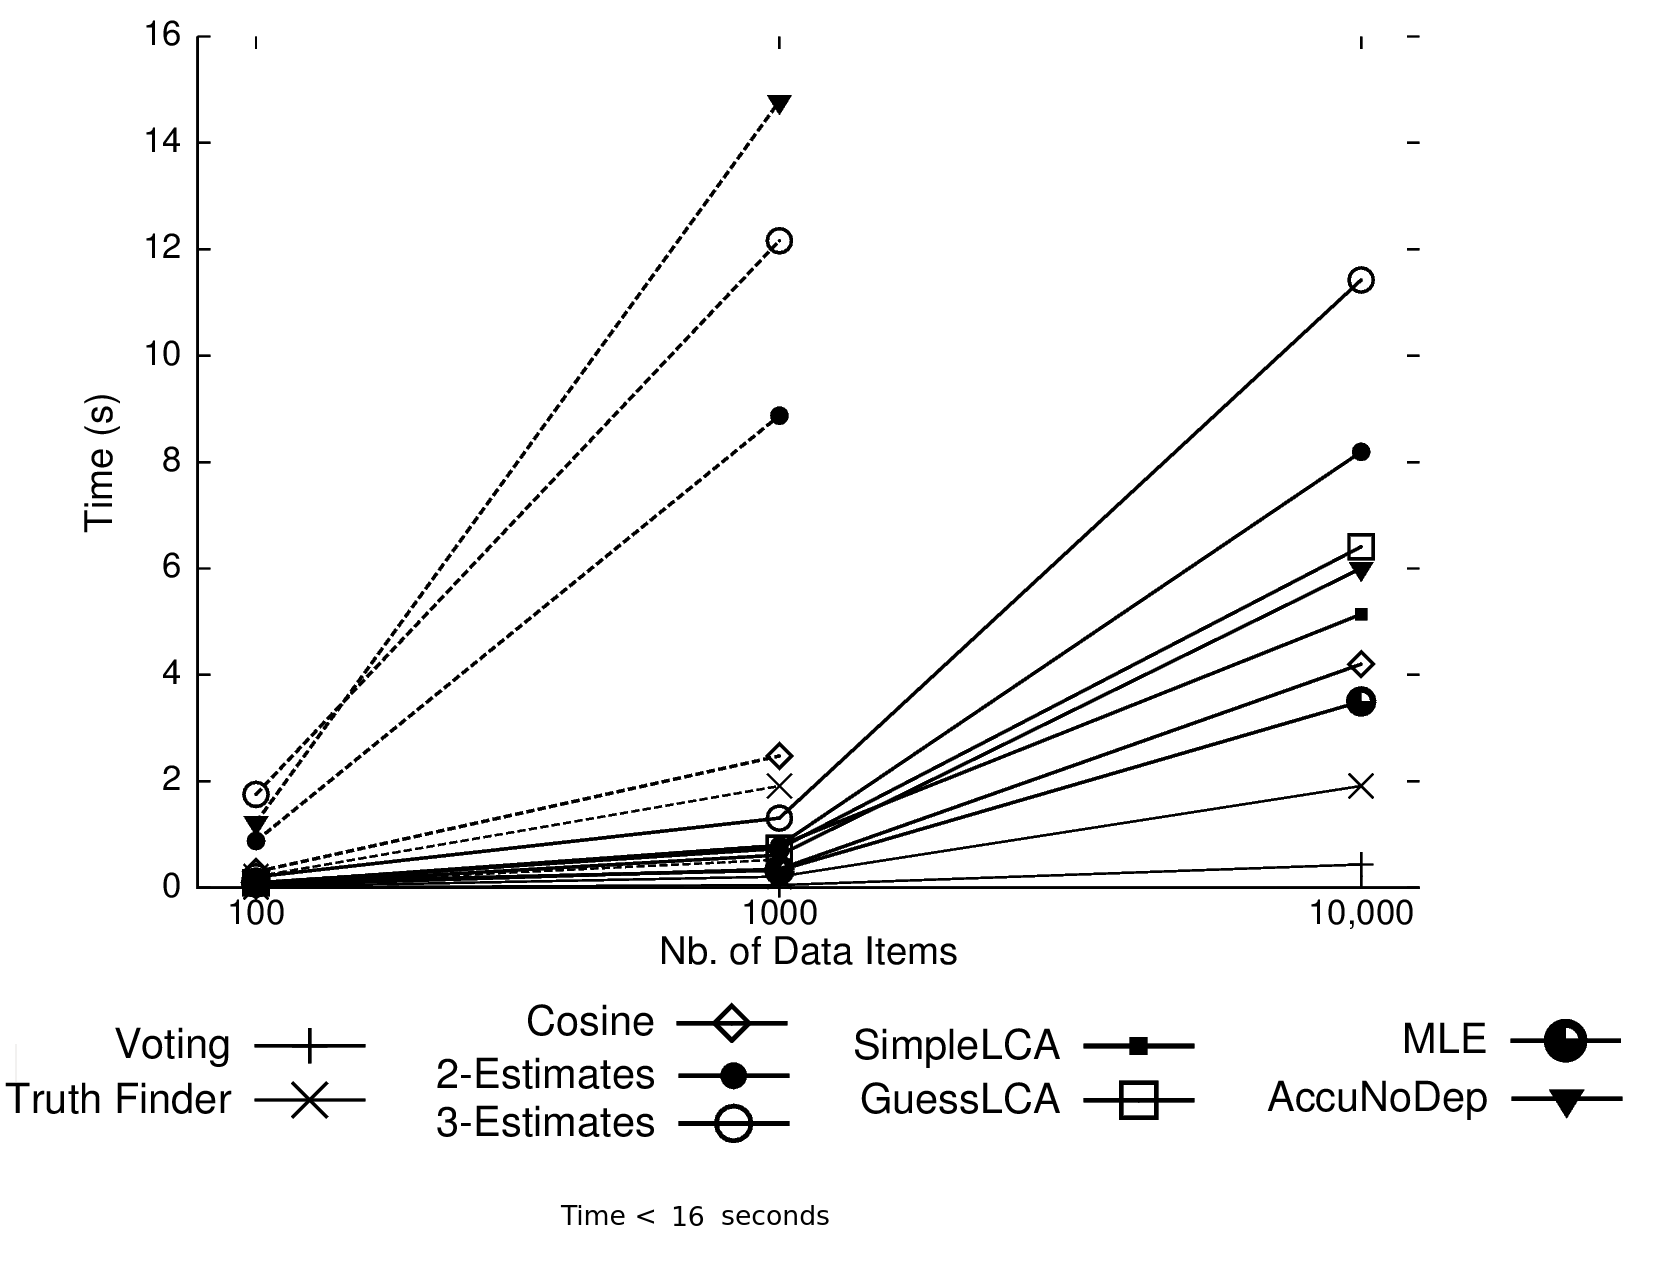 16
14
12
10
8
6
4
2
0
Time (s)
100 1000 10,000
Nb. of Data Items
Voting
Truth Finder
Cosine
2-Estimates
3-Estimates
SimpleLCA
GuessLCA
MLE
AccuNoDep
Time < 16 seconds